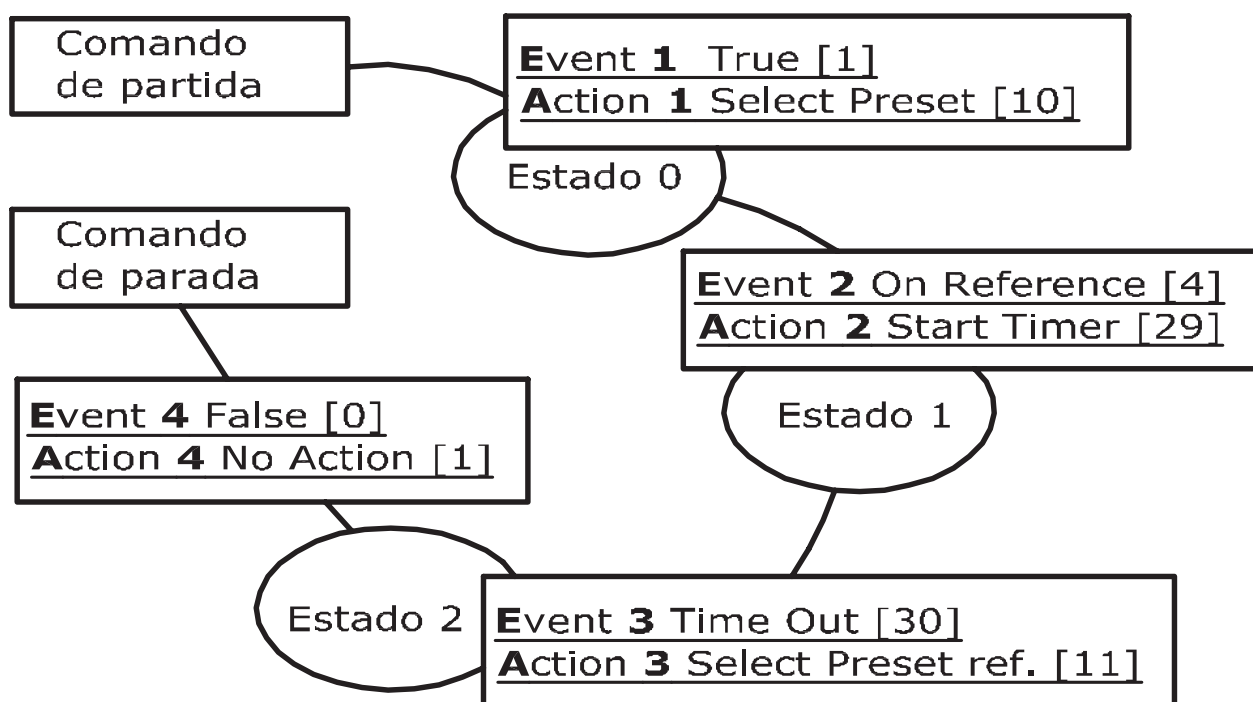 Comando
de partida
Event 1 True [1]
Action 1 Select Preset [10]
Estado 0
Comando
de parada
Event 2 On Reference [4]
Action 2 Start Timer [29]
Estado 1
Event 4 False [0]
Action 4 No Action [1]
Estado 2
Event 3 Time Out [30]
Action 3 Select Preset ref. [11]